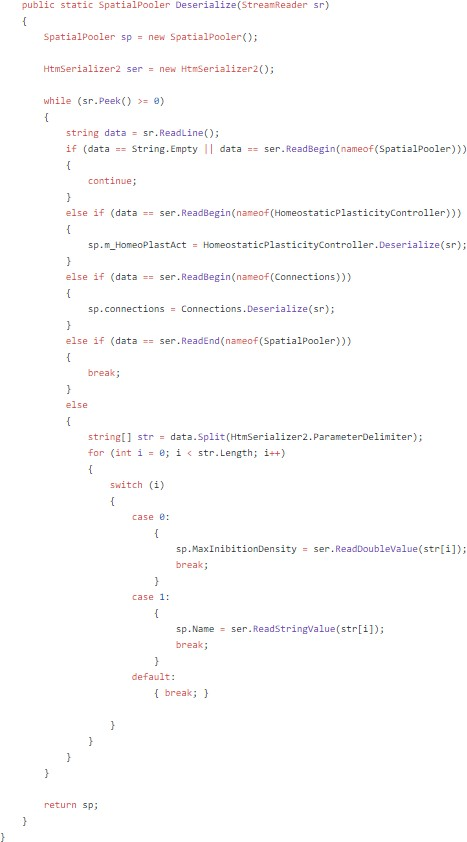 public static SpatialPooler Deserialize(StreamReader sr)
{
SpatialPooler sp = new SpatialPooler();
HtmSerializer2 ser = new HtmSerializer2();
while (sr.Peek() >= 0)
{
string data = sr.ReadLine();
if (data == String.Empty || data == ser.ReadBegin(nameof(SpatialPooler)))
{
continue;
}
else if (data == ser.ReadBegin(nameof(HomeostaticPlasticityController)))
{
sp.m_HomeoPlastAct = HomeostaticPlasticityController.Deserialize(sr);
}
else if (data == ser.ReadBegin(nameof(Connections)))
{
sp.connections = Connections.Deserialize(sr);
}
else if (data == ser.ReadEnd(nameof(SpatialPooler)))
{
break;
}
else
{
string[] str = data.Split(HtmSerializer2.ParameterDelimiter);
for (int i = 0; i < str.Length; i++)
{
switch (i)
{
case 0:
{
sp.MaxInibitionDensity = ser.ReadDoubleValue(str[i]);
break;
}
case 1:
{
sp.Name = ser.ReadStringValue(str[i]);
break;
}
default:
{ break; }
}
}
}
}
return sp;
}
}